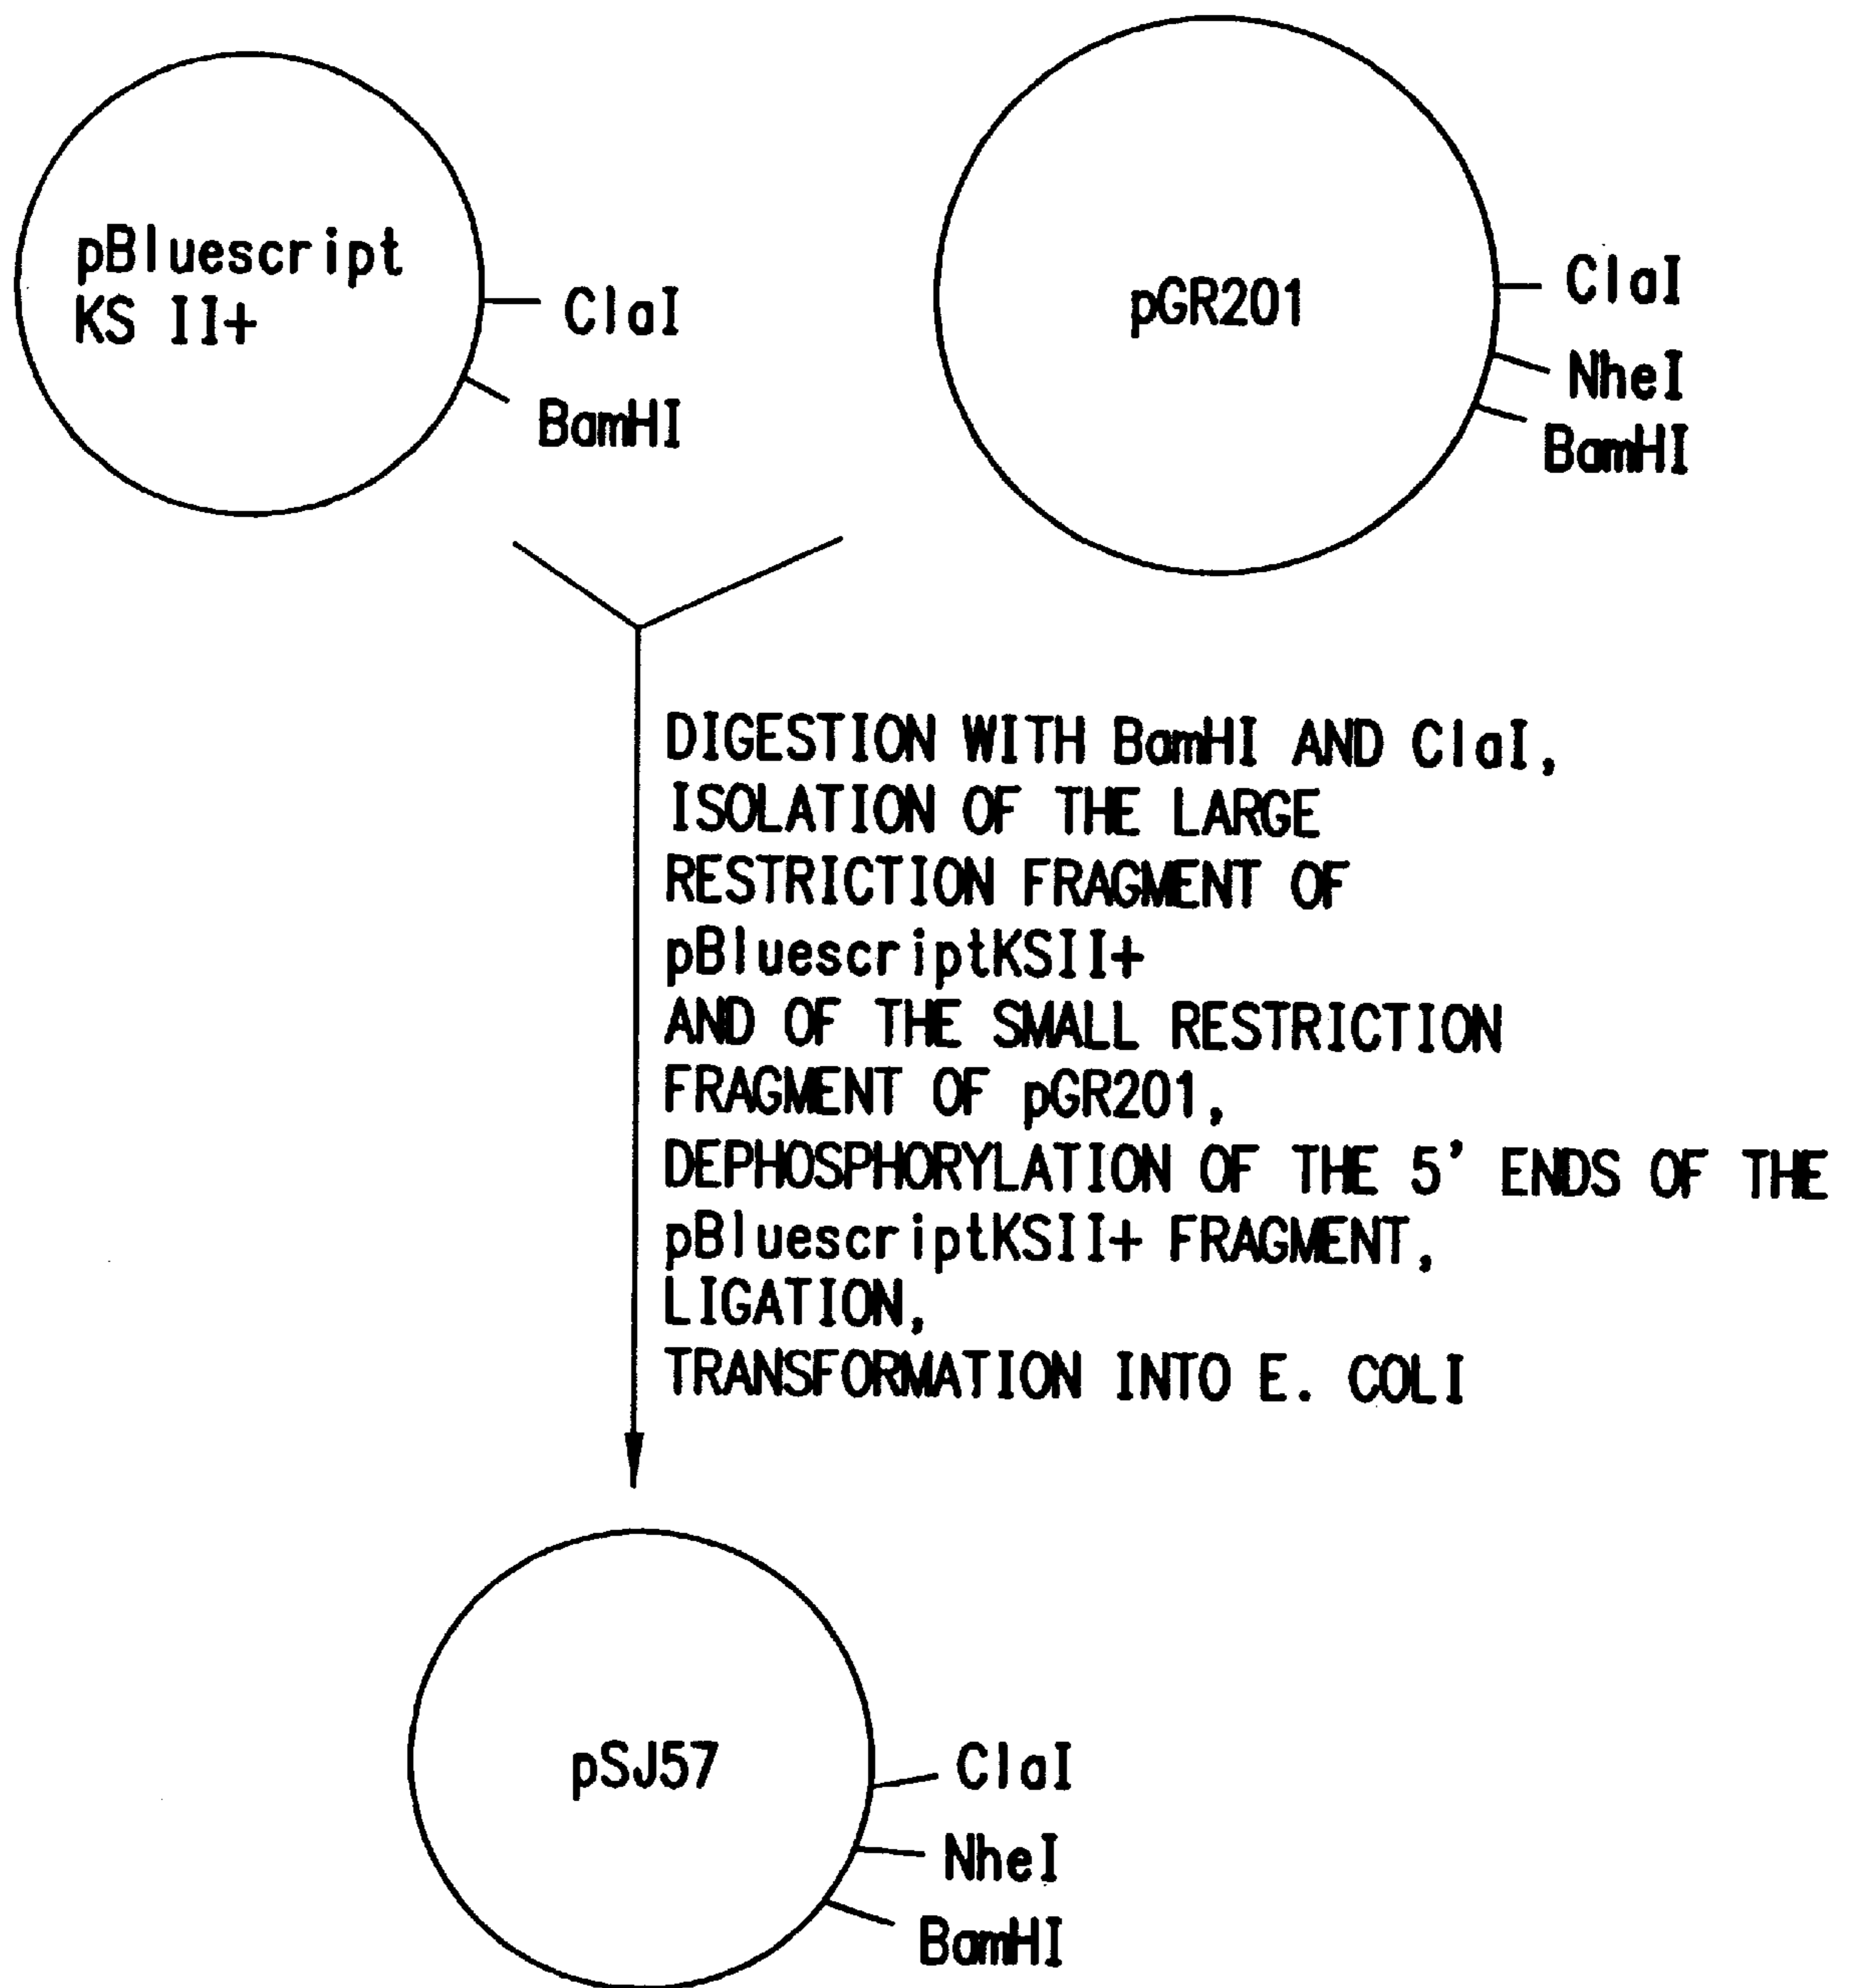 pBluescript
KS II+
ClaI
BamHI
pGR201
ClaI
NheI
BamHI
DIGESTION WITH BamHI AND ClaI,
ISOLATION OF THE LARGE
RESTRICTION FRAGMENT OF
pBluescriptKSII+
AND OF THE SMALL RESTRICTION
FRAGMENT OF pGR201,
DEPHOSPHORYLATION OF THE 5' ENDS OF THE
pBluescriptKSII+ FRAGMENT,
LIGATION,
TRANSFORMATION INTO E. COLI
pSJ57
ClaI
NheI
BamHI